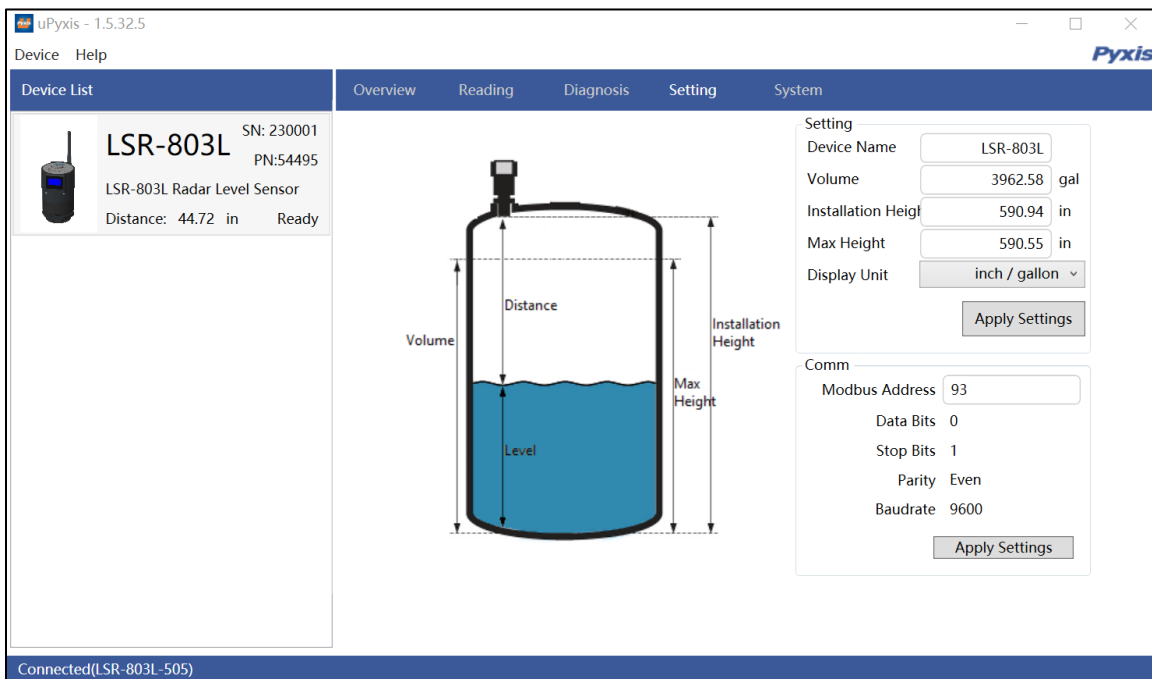 uPyxis - 1.5.32.5
Device Help
Pyxis
Device List
Overview Reading Diagnosis Setting System
LSR-803L
SN: 230001
PN:54495
LSR-803L Radar Level Sensor
Distance: 44.72 in Ready
Distance
Volume
Installation
Height
Max
Height
Level
Setting
Device Name LSR-803L
Volume 3962.58 gal
Installation Heigh 590.94 in
Max Height 590.55 in
Display Unit inch / gallon
Apply Settings
Comm
Modbus Address 93
Data Bits 0
Stop Bits 1
Parity Even
Baudrate 9600
Apply Settings
Connected(LSR-803L-505)